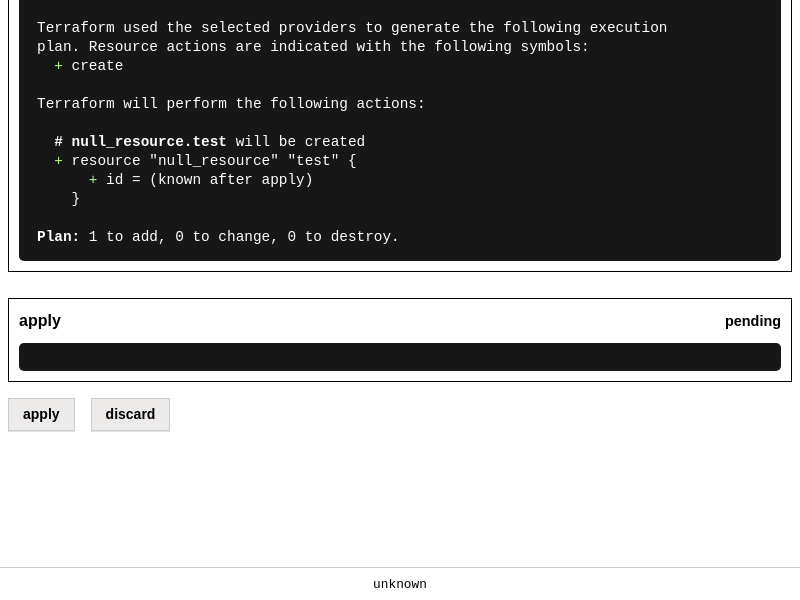 Terraform used the selected providers to generate the following execution
plan. Resource actions are indicated with the following symbols:
  + create
Terraform will perform the following actions:
  # null_resource.test will be created
  + resource "null_resource" "test" {
      + id = (known after apply)
    }
Plan: 1 to add, 0 to change, 0 to destroy.
apply pending
apply discard
unknown